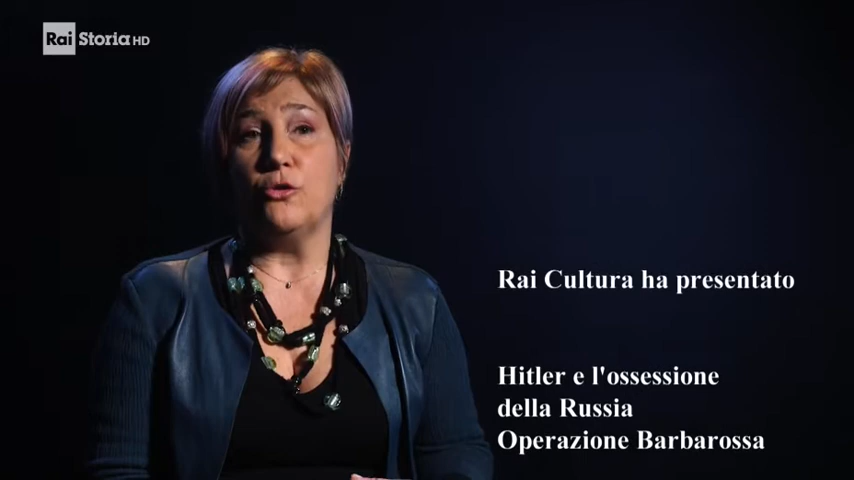 Rai Storia HD
Rai Cultura ha presentato
Hitler e l'ossessione
della Russia
Operazione Barbarossa